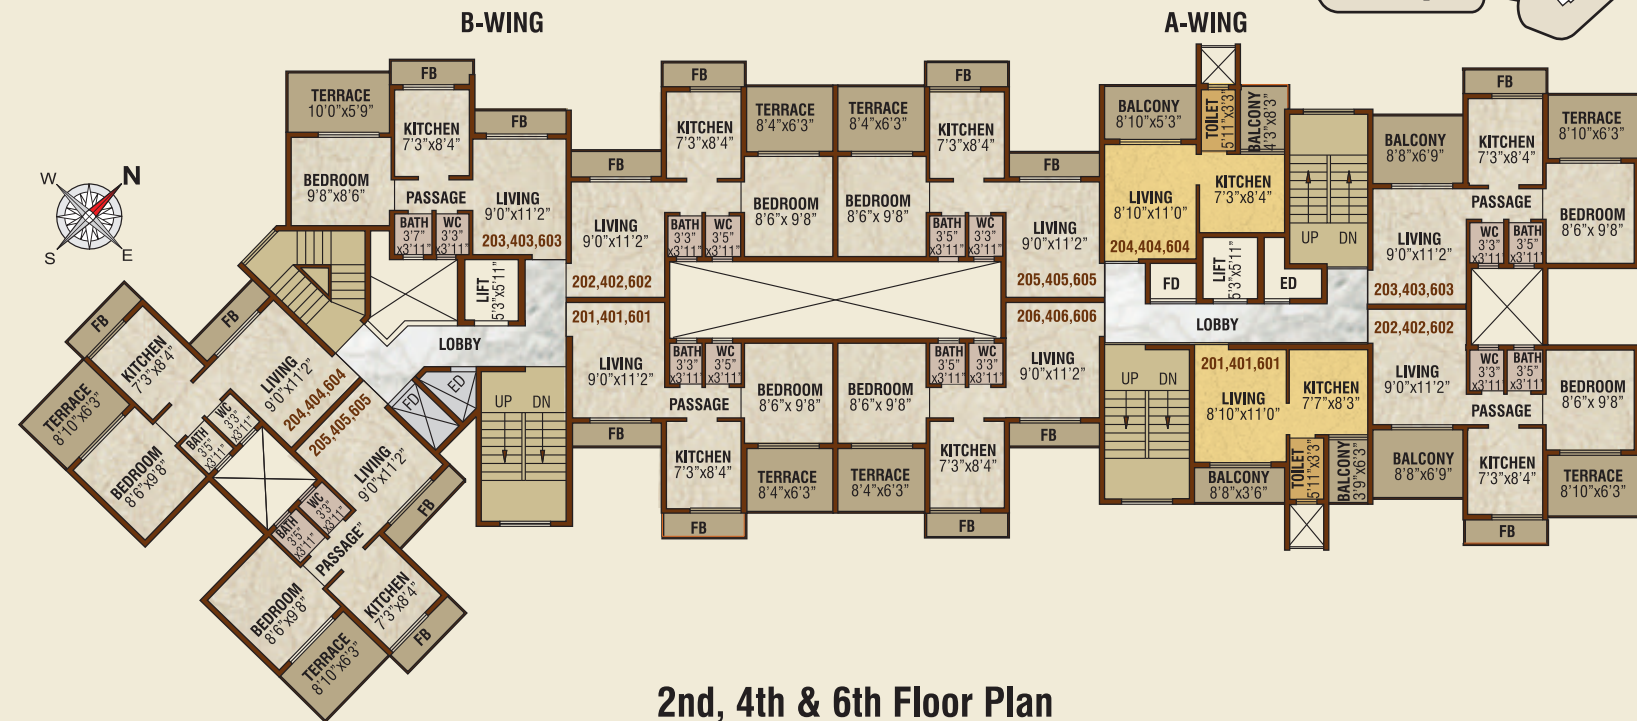 B-WING
A-WING
N
W
E
S
TERRACE
10'0"x5'9"
FB
KITCHEN
7'3"x8'4"
FB
BEDROOM
9'8"x8'6"
PASSAGE
LIVING
9'0"x11'2"
BATH
3'7"
x3'11"
WC
3'3"
x3'11"
203,403,603
LIFT
5'3"x5'11"
LOBBY
FB
LIVING
9'0"x11'2"
202,402,602
FB
KITCHEN
7'3"x8'4"
TERRACE
8'4"x6'3"
BEDROOM
8'6"x 9'8"
BATH
3'3"
x3'11"
WC
3'5"
x3'11"
TERRACE
8'4"x6'3"
BEDROOM
8'6"x 9'8"
FB
KITCHEN
7'3"x8'4"
BATH
3'5"
x3'11"
WC
3'3"
x3'11"
FB
LIVING
9'0"x11'2"
205,405,605
201,401,601
LIVING
9'0"x11'2"
FB
BATH
3'3"
x3'11"
WC
3'5"
x3'11"
PASSAGE
KITCHEN
7'3"x8'4"
FB
BEDROOM
8'6"x 9'8"
TERRACE
8'4"x6'3"
BEDROOM
8'6"x 9'8"
TERRACE
8'4"x6'3"
BATH
3'5"
x3'11"
WC
3'3"
x3'11"
KITCHEN
7'3"x8'4"
FB
206,406,606
LIVING
9'0"x11'2"
FB
FB
KITCHEN
7'3"x8'4"
FB
LIVING
9'0"x11'2"
204,404,604
TERRACE
8'10"x6'3"
BEDROOM
8'6"x9'8"
BATH
3'5"
x3'11"
WC
3'3"
x3'11"
205,405,605
LIVING
9'0"x11'2"
FB
FD
ED
UP
DN
BATH
3'5"
x3'11"
WC
3'3"
x3'11"
PASSAGE"
BEDROOM
8'6"x9'8"
KITCHEN
7'3"x8'4"
FB
TERRACE
8'10"x6'3"
BALCONY
8'10"x5'3"
TOILET
5'11"x3'3"
BALCONY
4'3"x8'3"
LIVING
8'10"x11'0"
KITCHEN
7'3"x8'4"
204,404,604
UP
DN
FD
LIFT
5'3"x5'11"
ED
LOBBY
BALCONY
8'8"x6'9"
FB
KITCHEN
7'3"x8'4"
TERRACE
8'10"x6'3"
PASSAGE
LIVING
9'0"x11'2"
WC
3'3"
x3'11"
BATH
3'5"
x3'11"
BEDROOM
8'6"x 9'8"
203,403,603
202,402,602
LIVING
9'0"x11'2"
WC
3'3"
x3'11"
BATH
3'5"
x3'11"
BEDROOM
8'6"x 9'8"
PASSAGE
BALCONY
8'8"x6'9"
KITCHEN
7'3"x8'4"
TERRACE
8'10"x6'3"
FB
UP
DN
201,401,601
LIVING
8'10"x11'0"
KITCHEN
7'7"x8'3"
BALCONY
8'8"x3'6"
TOILET
5'11"x3'3"
BALCONY
3'9"x6'3"
2nd, 4th & 6th Floor Plan